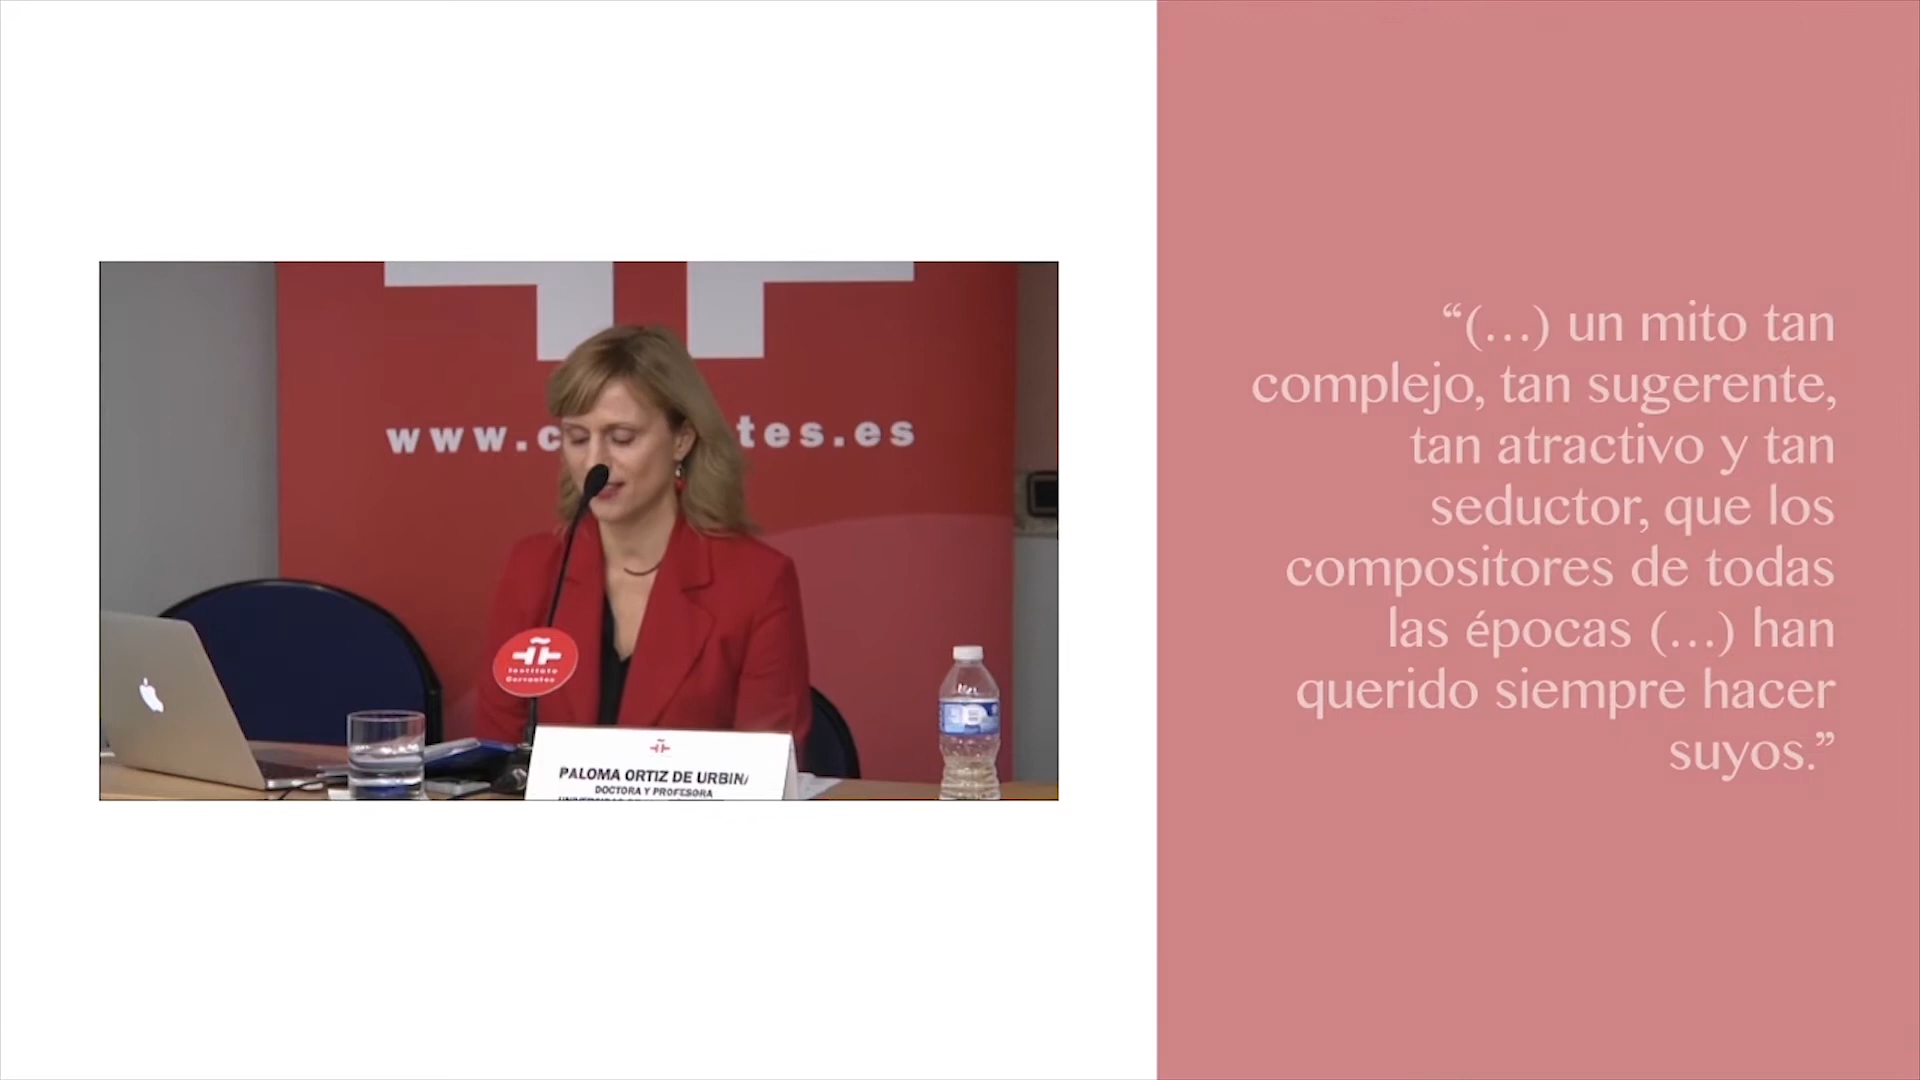 www.c tes.es
Instituto
Cervantes
PALOMA ORTIZ DE URBINA
DOCTORA Y PROFESORA
“(…) un mito tan
complejo, tan sugerente,
tan atractivo y tan
seductor, que los
compositores de todas
las épocas (…) han
querido siempre hacer
suyos.”